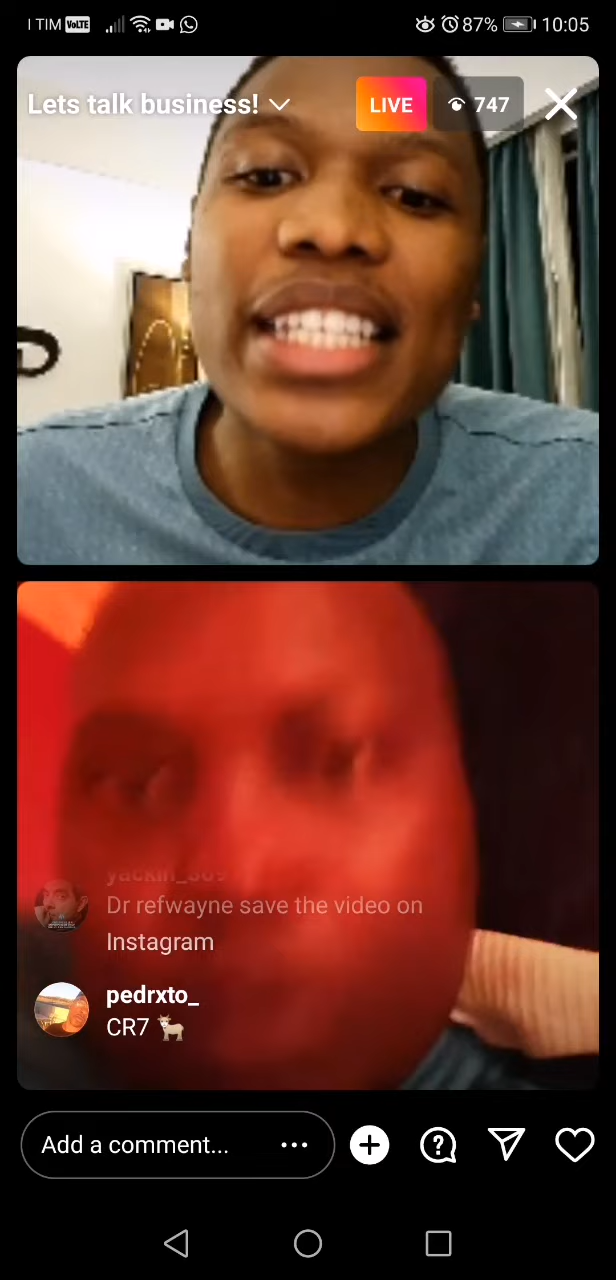 I TIM VoLTE
87%
10:05
Lets talk business!
LIVE
747
Dr refwayne save the video on
Instagram
pedrxto_
CR7 🐐
Add a comment...